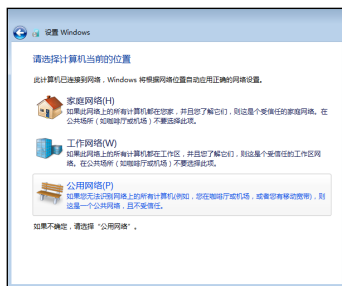 设置 Windows
请选择计算机当前的位置
此计算机已连接到网络，Windows 将根据网络位置自动应用正确的网络设置。
家庭网络(H)
如果此网络上的所有计算机都在您家，并且您了解它们，则这是个受信任的家庭网络。在
公共场所（如咖啡厅或机场）不要选择此项。
工作网络(W)
如果此网络上的所有计算机都在工作区，并且您了解它们，则这是个受信任的工作区网
络。在公共场所（如咖啡厅或机场）不要选择此项。
公用网络(P)
如果您无法识别网络上的所有计算机(例如，您在咖啡厅或机场，或者您有移动宽带)，则
这是一个公共网络，且不受信任。
如果不确定，请选择“公用网络”。